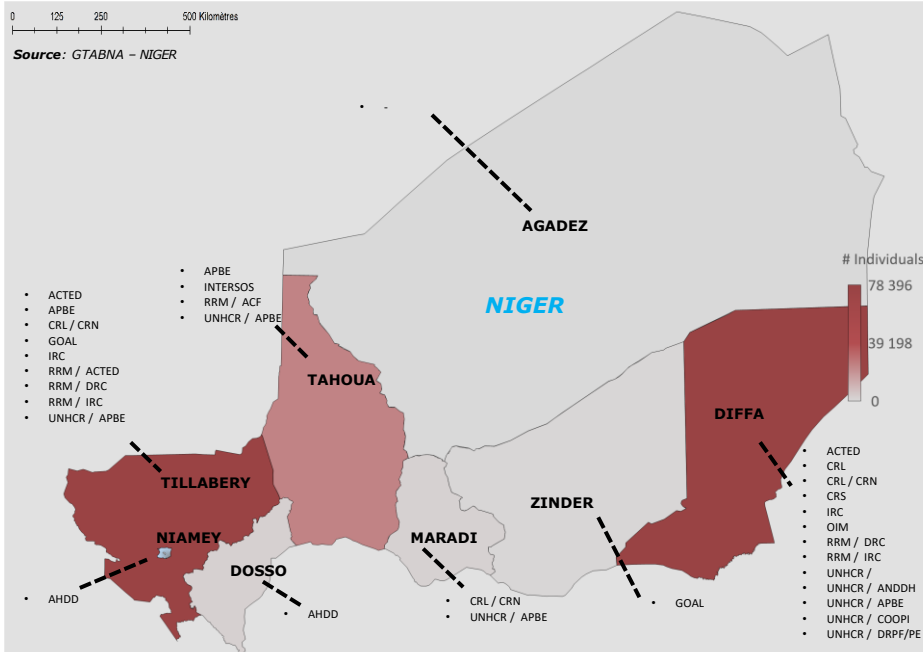 0 125 250 500 Kilomètres
Source: GTABNA – NIGER
• -
AGADEZ
# Individuals
78 396
39 198
0
NIGER
• APBE
• INTERSOS
• RRM / ACF
• UNHCR / APBE
• ACTED
• APBE
• CRL / CRN
• GOAL
• IRC
• RRM / ACTED
• RRM / DRC
• RRM / IRC
• UNHCR / APBE
TAHOUA
DIFFA
TILLABERY
ZINDER
NIAMEY
MARADI
DOSSO
• ACTED
• CRL
• CRL / CRN
• CRS
• IRC
• OIM
• RRM / DRC
• RRM / IRC
• UNHCR /
• UNHCR / ANDDH
• UNHCR / APBE
• UNHCR / COOPI
• UNHCR / DRPF/PE
• AHDD
• AHDD
• CRL / CRN
• UNHCR / APBE
• GOAL